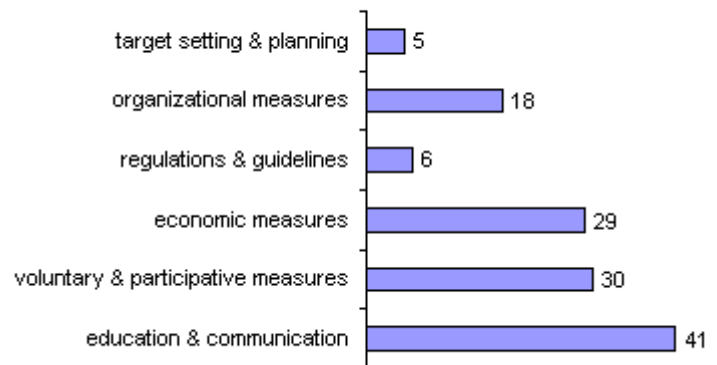 target setting & planning 5
organizational measures 18
regulations & guidelines 6
economic measures 29
voluntary & participative measures 30
education & communication 41